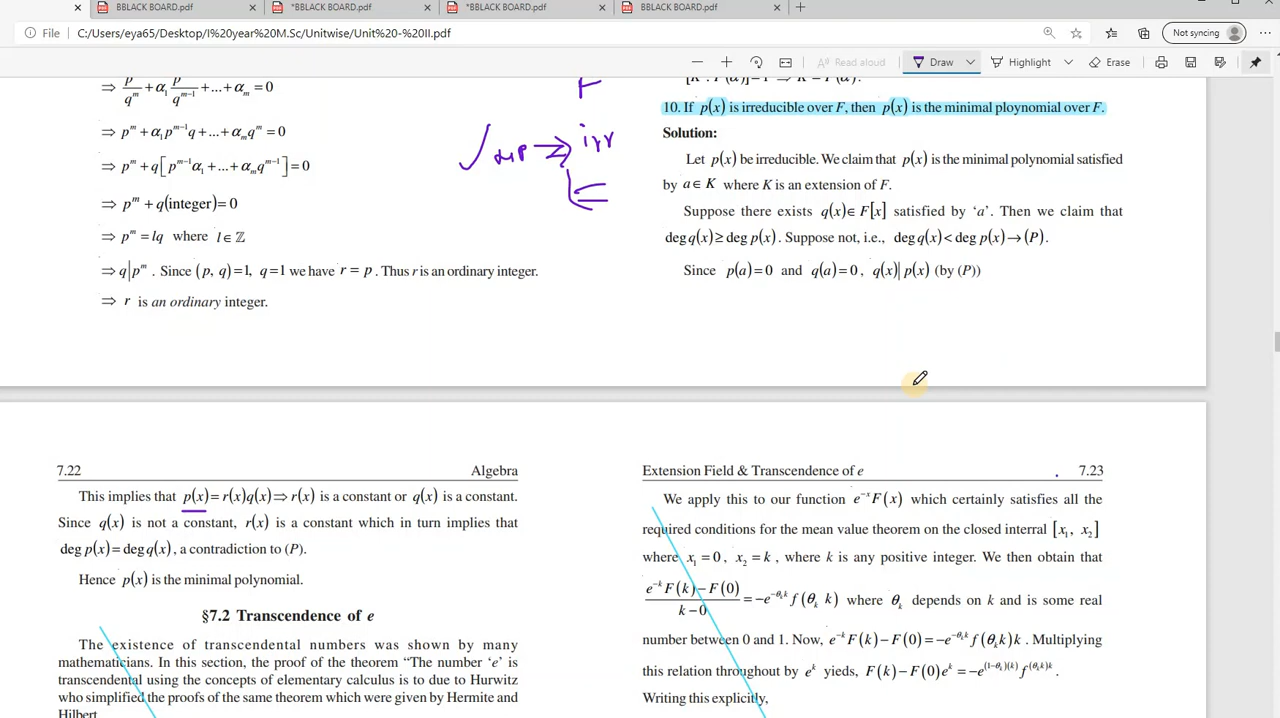 BBLACK BOARD.pdf
*BBLACK BOARD.pdf
*BBLACK BOARD.pdf
BBLACK BOARD.pdf
File
C:/Users/eya65/Desktop/I%20year%20M.Sc/Unitwise/Unit%20-%20II.pdf
Not syncing
Read aloud
Draw
Highlight
Erase
⇒ p/q^m + α₁ p/q^(m-1) +...+ α_m = 0
⇒ p^m + α₁p^(m-1)q +...+ α_m q^m = 0
⇒ p^m + q[p^(m-1)α₁ +...+ α_m q^(m-1)] = 0
⇒ p^m + q(integer) = 0
⇒ p^m = lq where l ∈ ℤ
⇒ q|p^m. Since (p, q)=1, q=1 we have r = p. Thus r is an ordinary integer.
⇒ r is an ordinary integer.
F
mp → irr
10. If p(x) is irreducible over F, then p(x) is the minimal ploynomial over F.
Solution:
Let p(x) be irreducible. We claim that p(x) is the minimal polynomial satisfied
by a ∈ K where K is an extension of F.
Suppose there exists q(x) ∈ F[x] satisfied by ‘a’. Then we claim that
deg q(x) ≥ deg p(x). Suppose not, i.e., deg q(x) < deg p(x) → (P).
Since p(a)=0 and q(a)=0, q(x)| p(x) (by (P))
7.22 Algebra
This implies that p(x)= r(x)q(x) ⇒ r(x) is a constant or q(x) is a constant.
Since q(x) is not a constant, r(x) is a constant which in turn implies that
deg p(x)= deg q(x), a contradiction to (P).
Hence p(x) is the minimal polynomial.
§7.2 Transcendence of e
The existence of transcendental numbers was shown by many
mathematicians. In this section, the proof of the theorem “The number ‘e’ is
transcendental using the concepts of elementary calculus is due to Hurwitz
who simplified the proofs of the same theorem which were given by Hermite and
Hilbert
Extension Field & Transcendence of e 7.23
We apply this to our function e^(-x)F(x) which certainly satisfies all the
required conditions for the mean value theorem on the closed interral [x₁, x₂]
where x₁ = 0, x₂ = k, where k is any positive integer. We then obtain that
(e^(-k)F(k) – F(0))/(k – 0) = –e^(-θ_k k) f(θ_k k) where θ_k depends on k and is some real
number between 0 and 1. Now, e^(-k)F(k) – F(0) = –e^(-θ_k k) f(θ_k k)k. Multiplying
this relation throughout by e^k yieds, F(k) – F(0)e^k = –e^((1-θ_k)(k)) f^((θ_k k)k).
Writing this explicitly,